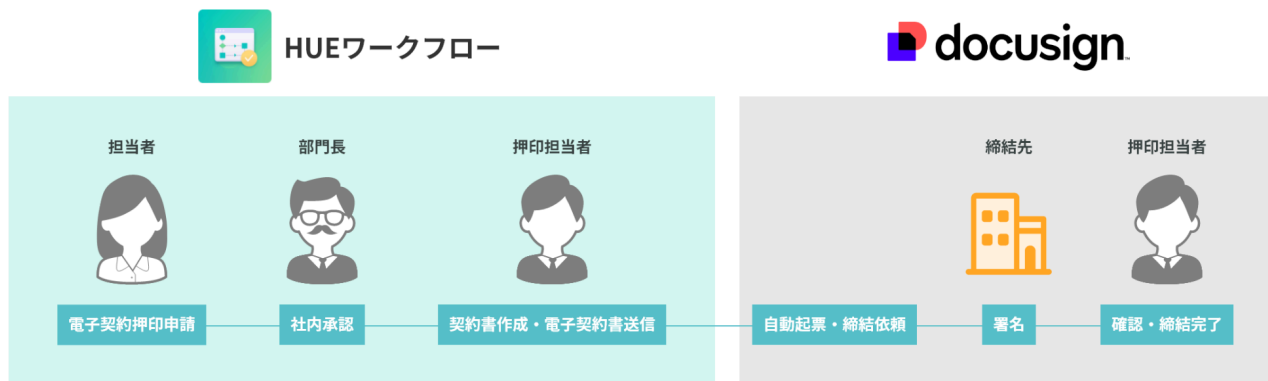 HUEワークフロー
docusign
担当者
部門長
押印担当者
締結先
押印担当者
電子契約押印申請
社内承認
契約書作成・電子契約書送信
自動起票・締結依頼
署名
確認・締結完了